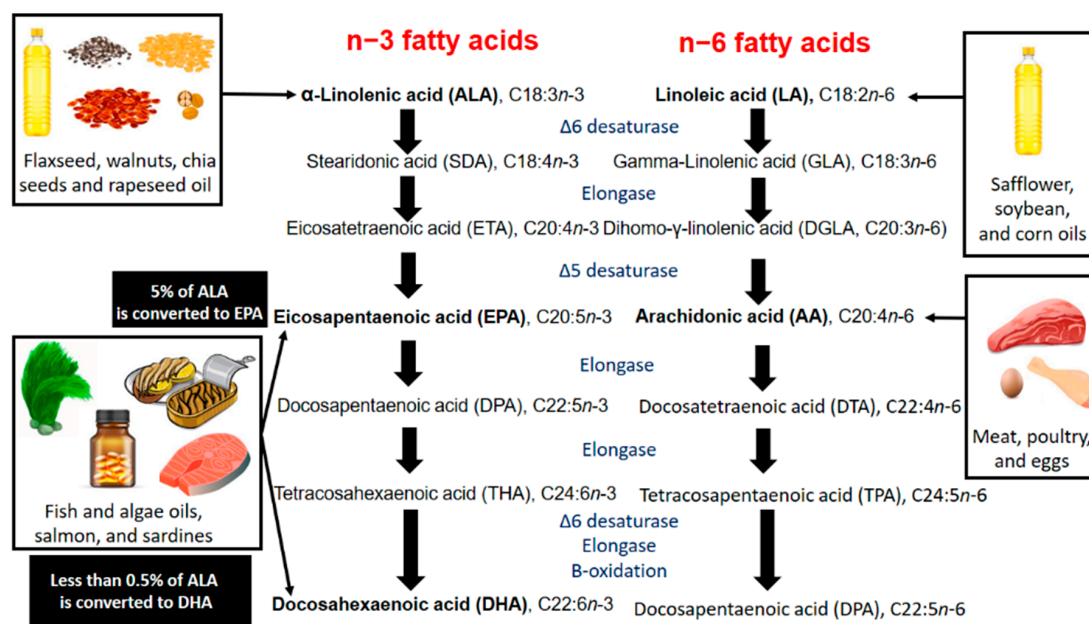 n−3 fatty acids
n−6 fatty acids
Flaxseed, walnuts, chia
seeds and rapeseed oil
α-Linolenic acid (ALA), C18:3n-3
Linoleic acid (LA), C18:2n-6
Δ6 desaturase
Stearidonic acid (SDA), C18:4n-3
Gamma-Linolenic acid (GLA), C18:3n-6
Elongase
Safflower,
soybean,
and corn oils
Eicosatetraenoic acid (ETA), C20:4n-3
Dihomo-γ-linolenic acid (DGLA, C20:3n-6)
Δ5 desaturase
5% of ALA
is converted to EPA
Eicosapentaenoic acid (EPA), C20:5n-3
Arachidonic acid (AA), C20:4n-6
Elongase
Docosapentaenoic acid (DPA), C22:5n-3
Docosatetraenoic acid (DTA), C22:4n-6
Meat, poultry,
and eggs
Elongase
Tetracosahexaenoic acid (THA), C24:6n-3
Tetracosapentaenoic acid (TPA), C24:5n-6
Fish and algae oils,
salmon, and sardines
Δ6 desaturase
Elongase
B-oxidation
Less than 0.5% of ALA
is converted to DHA
Docosahexaenoic acid (DHA), C22:6n-3
Docosapentaenoic acid (DPA), C22:5n-6